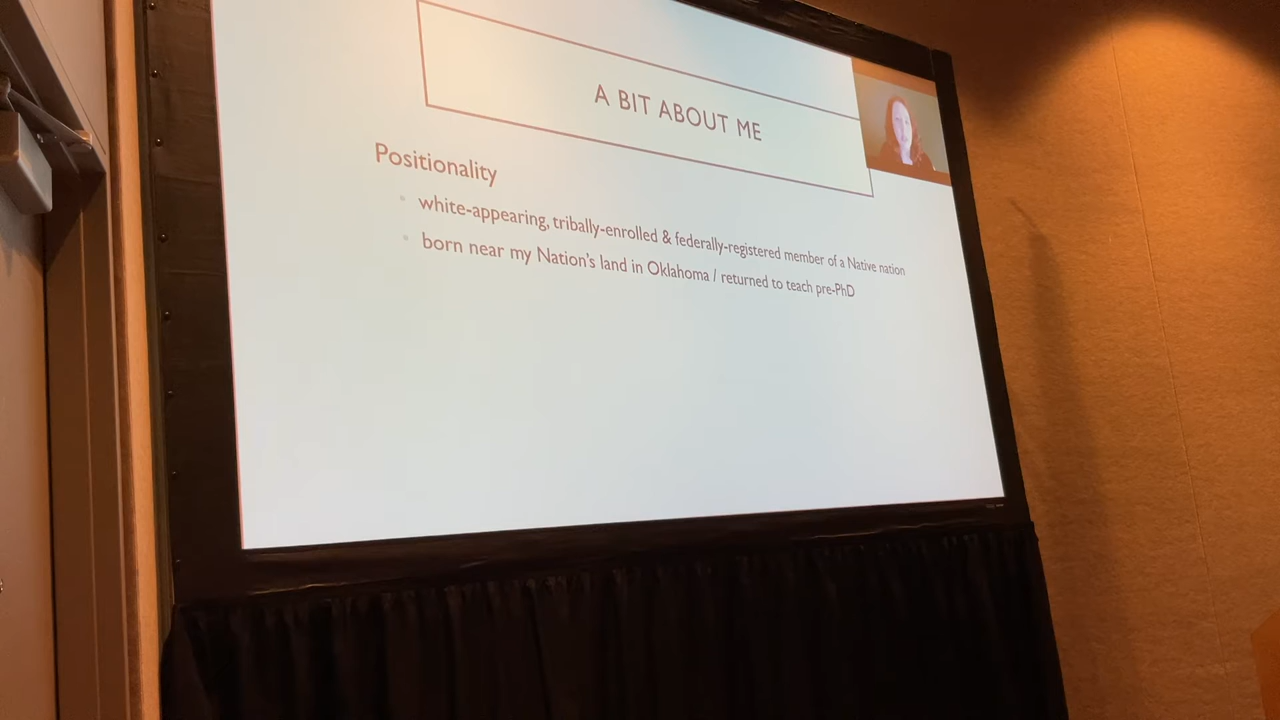 A BIT ABOUT ME
Positionality
white-appearing, tribally-enrolled & federally-registered member of a Native nation
born near my Nation's land in Oklahoma / returned to teach pre-PhD